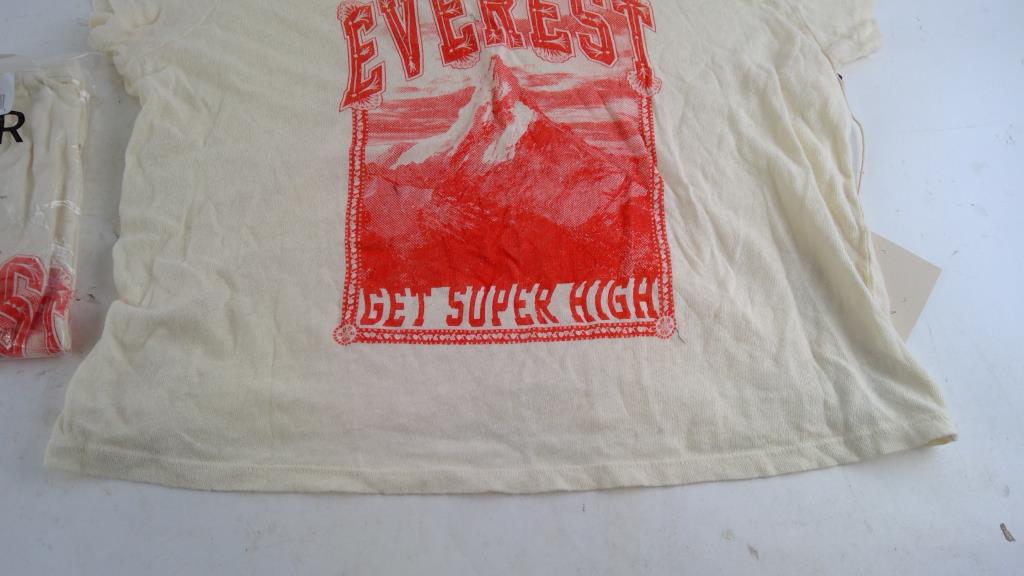 EVEREST
GET SUPER HIGH
R